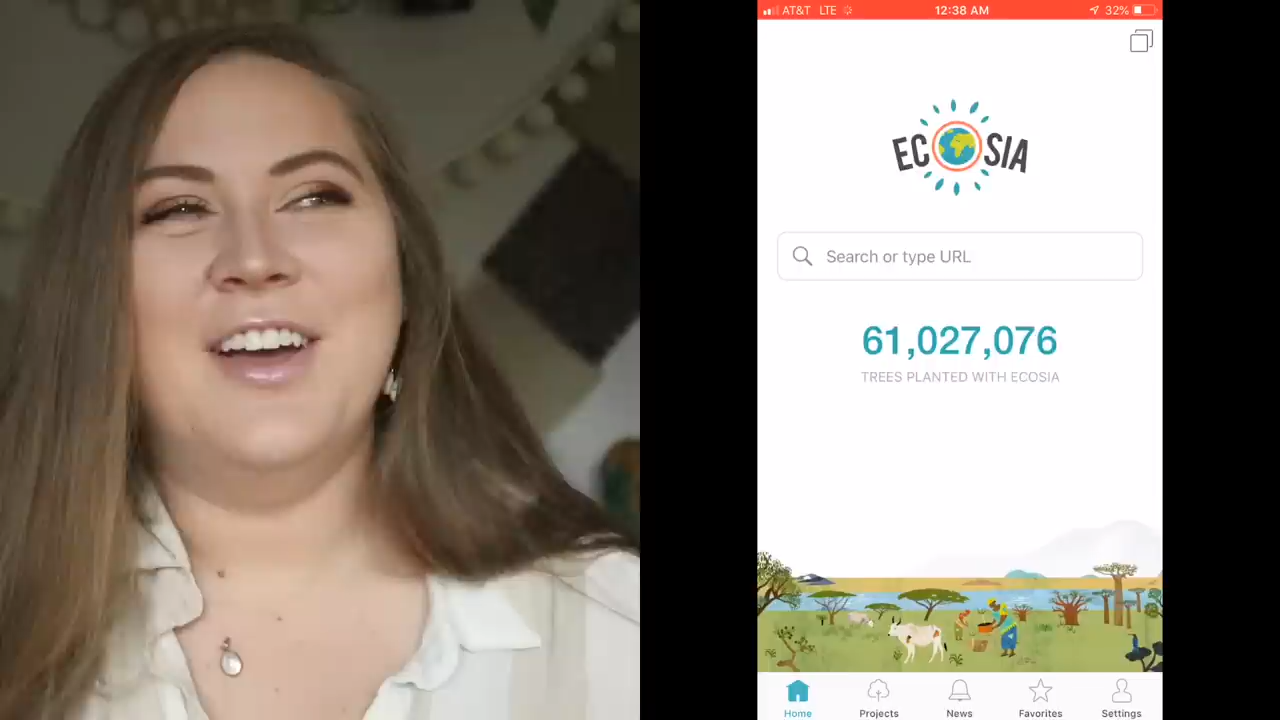 AT&T LTE 12:38 AM 32%
ECOSIA
Search or type URL
61,027,076
TREES PLANTED WITH ECOSIA
Home Projects News Favorites Settings